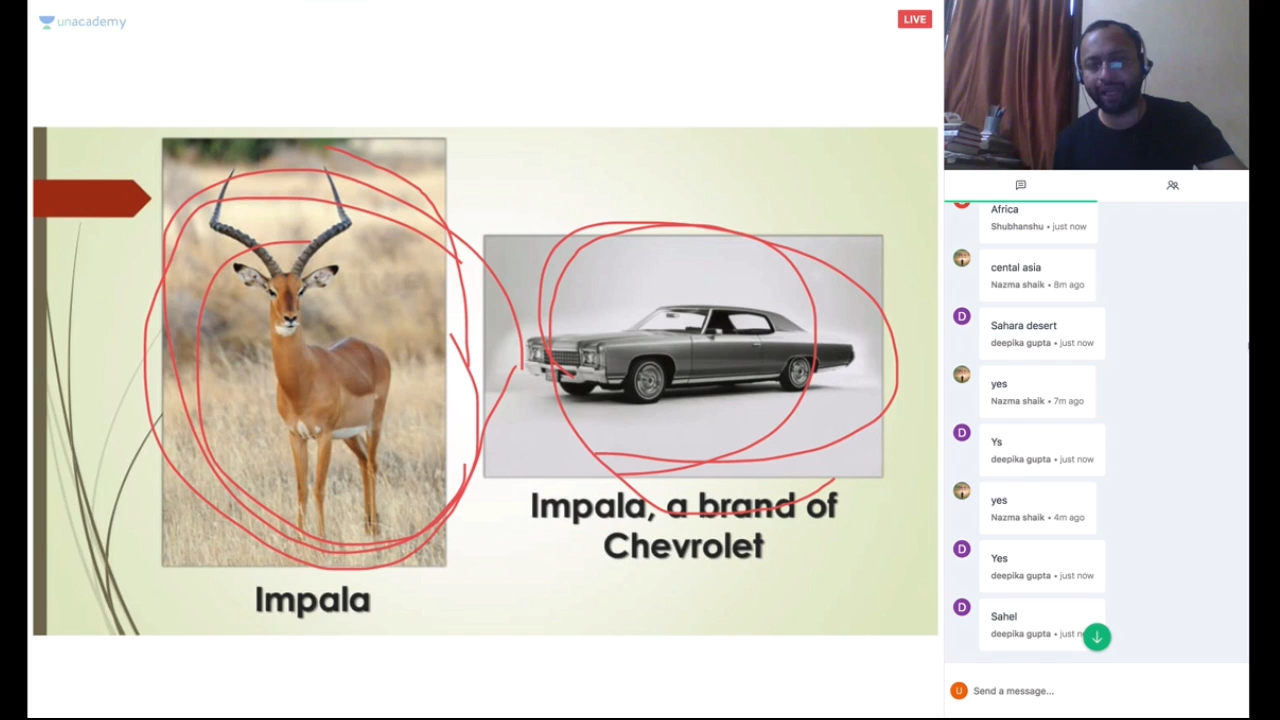 unacademy
LIVE
Impala
Impala, a brand of
Chevrolet
Africa
Shubhanshu • just now
cental asia
Nazma shaik • 8m ago
D
Sahara desert
deepika gupta • just now
yes
Nazma shaik • 7m ago
D
Ys
deepika gupta • just now
yes
Nazma shaik • 4m ago
D
Yes
deepika gupta • just now
D
Sahel
deepika gupta • just
U
Send a message...